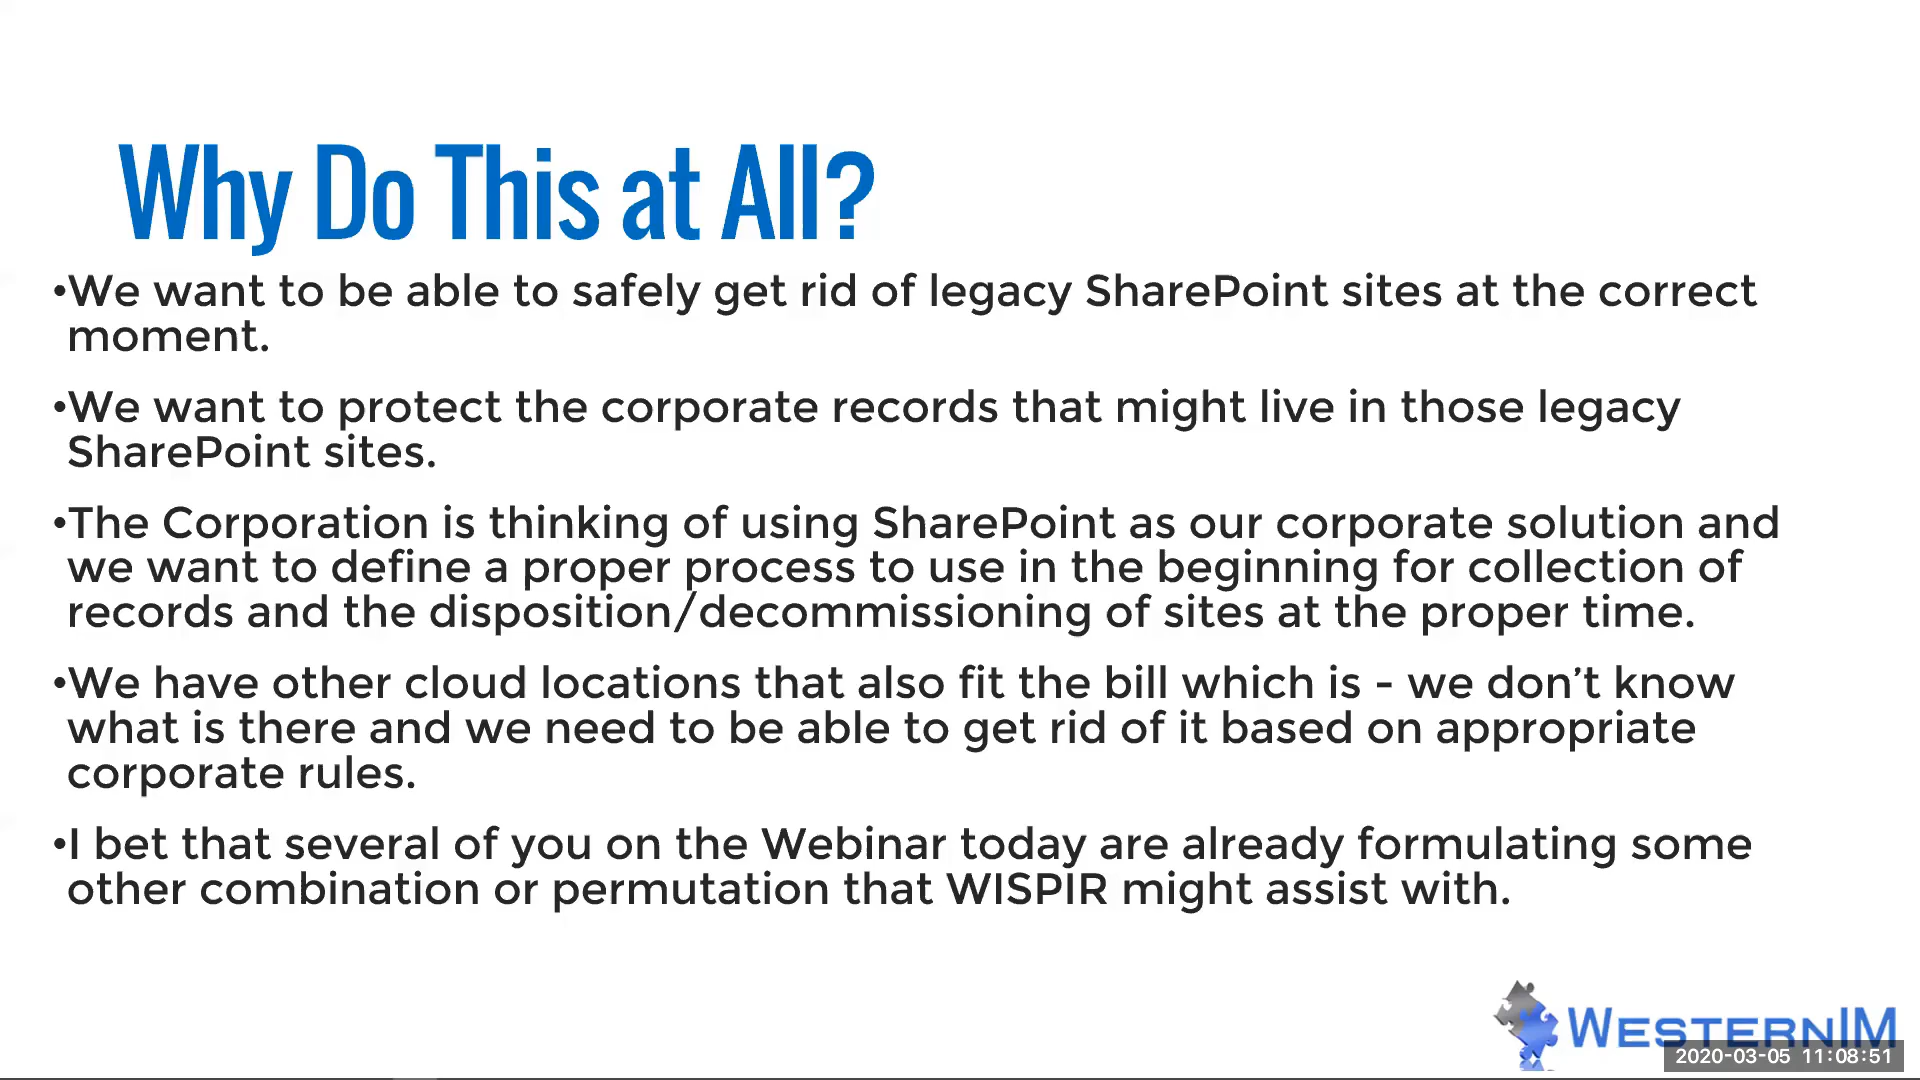 Why Do This at All?
•We want to be able to safely get rid of legacy SharePoint sites at the correct
moment.
•We want to protect the corporate records that might live in those legacy
SharePoint sites.
•The Corporation is thinking of using SharePoint as our corporate solution and
we want to define a proper process to use in the beginning for collection of
records and the disposition/decommissioning of sites at the proper time.
•We have other cloud locations that also fit the bill which is - we don’t know
what is there and we need to be able to get rid of it based on appropriate
corporate rules.
•I bet that several of you on the Webinar today are already formulating some
other combination or permutation that WISPIR might assist with.
WESTERNIM
2020-03-05 11:08:51